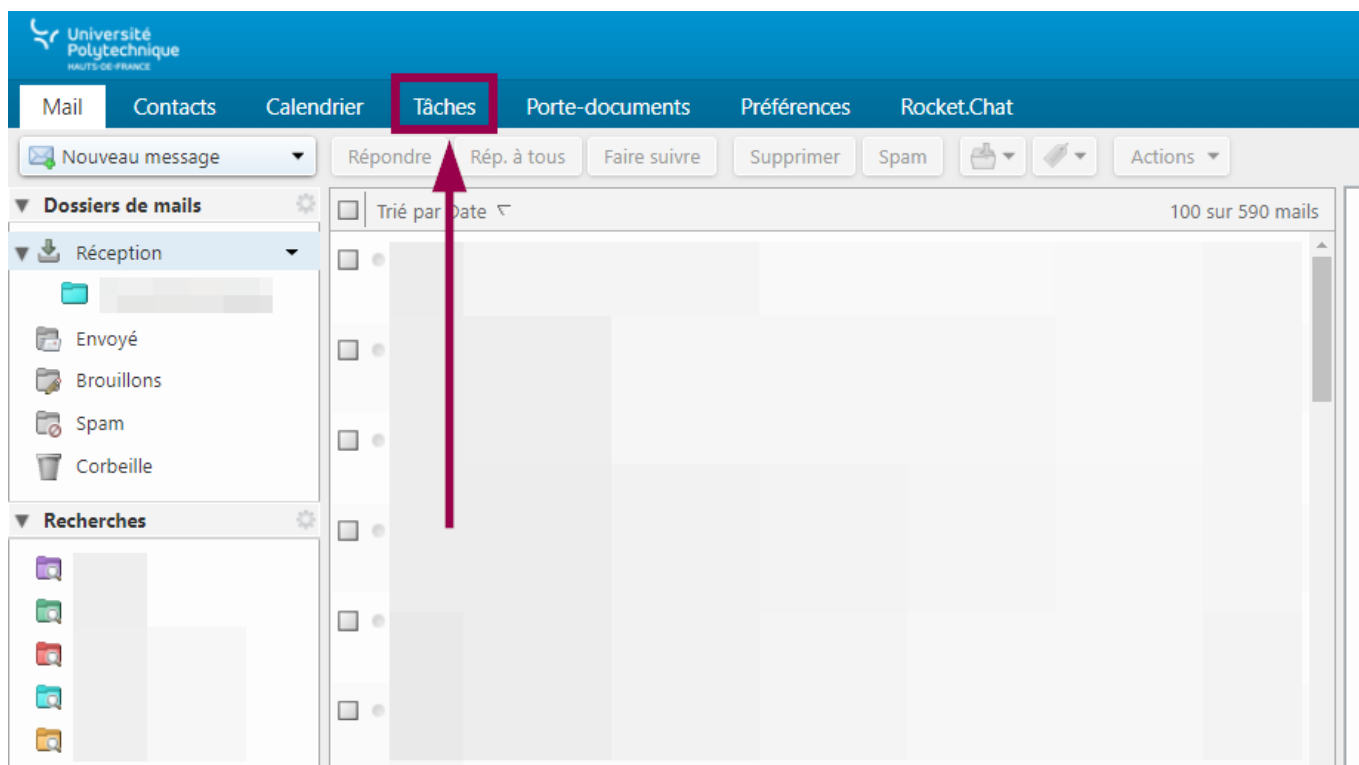 Université
Polytechnique
HAUTS-DE-FRANCE
Mail Contacts Calendrier Tâches Porte-documents Préférences Rocket.Chat
Nouveau message Répondre Rép. à tous Faire suivre Supprimer Spam Actions
Dossiers de mails
Trié par Date 100 sur 590 mails
Réception
Envoyé
Brouillons
Spam
Corbeille
Recherches